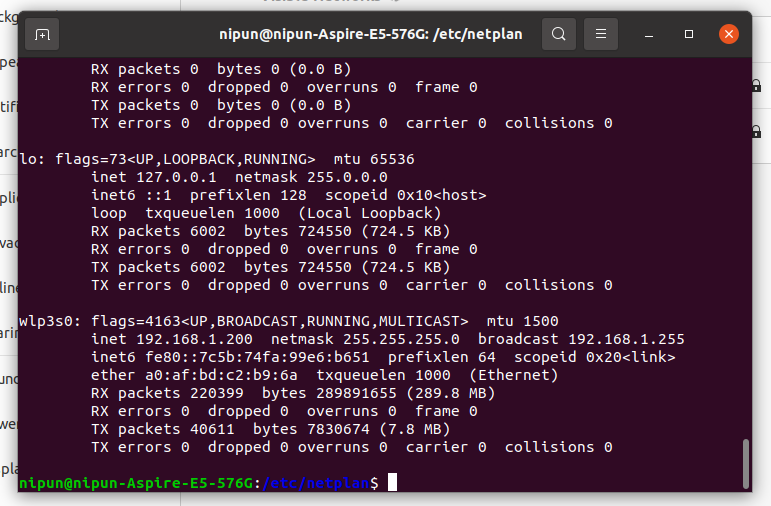 nipun@nipun-Aspire-E5-576G: /etc/netplan
RX packets 0  bytes 0 (0.0 B)
RX errors 0  dropped 0  overruns 0  frame 0
TX packets 0  bytes 0 (0.0 B)
TX errors 0  dropped 0 overruns 0  carrier 0  collisions 0
lo: flags=73<UP,LOOPBACK,RUNNING>  mtu 65536
inet 127.0.0.1  netmask 255.0.0.0
inet6 ::1  prefixlen 128  scopeid 0x10<host>
loop  txqueuelen 1000  (Local Loopback)
RX packets 6002  bytes 724550 (724.5 KB)
RX errors 0  dropped 0  overruns 0  frame 0
TX packets 6002  bytes 724550 (724.5 KB)
TX errors 0  dropped 0 overruns 0  carrier 0  collisions 0
wlp3s0: flags=4163<UP,BROADCAST,RUNNING,MULTICAST>  mtu 1500
inet 192.168.1.200  netmask 255.255.255.0  broadcast 192.168.1.255
inet6 fe80::7c5b:74fa:99e6:b651  prefixlen 64  scopeid 0x20<link>
ether a0:af:bd:c2:b9:6a  txqueuelen 1000  (Ethernet)
RX packets 220399  bytes 289891655 (289.8 MB)
RX errors 0  dropped 0  overruns 0  frame 0
TX packets 40611  bytes 7830674 (7.8 MB)
TX errors 0  dropped 0 overruns 0  carrier 0  collisions 0
nipun@nipun-Aspire-E5-576G:/etc/netplan$